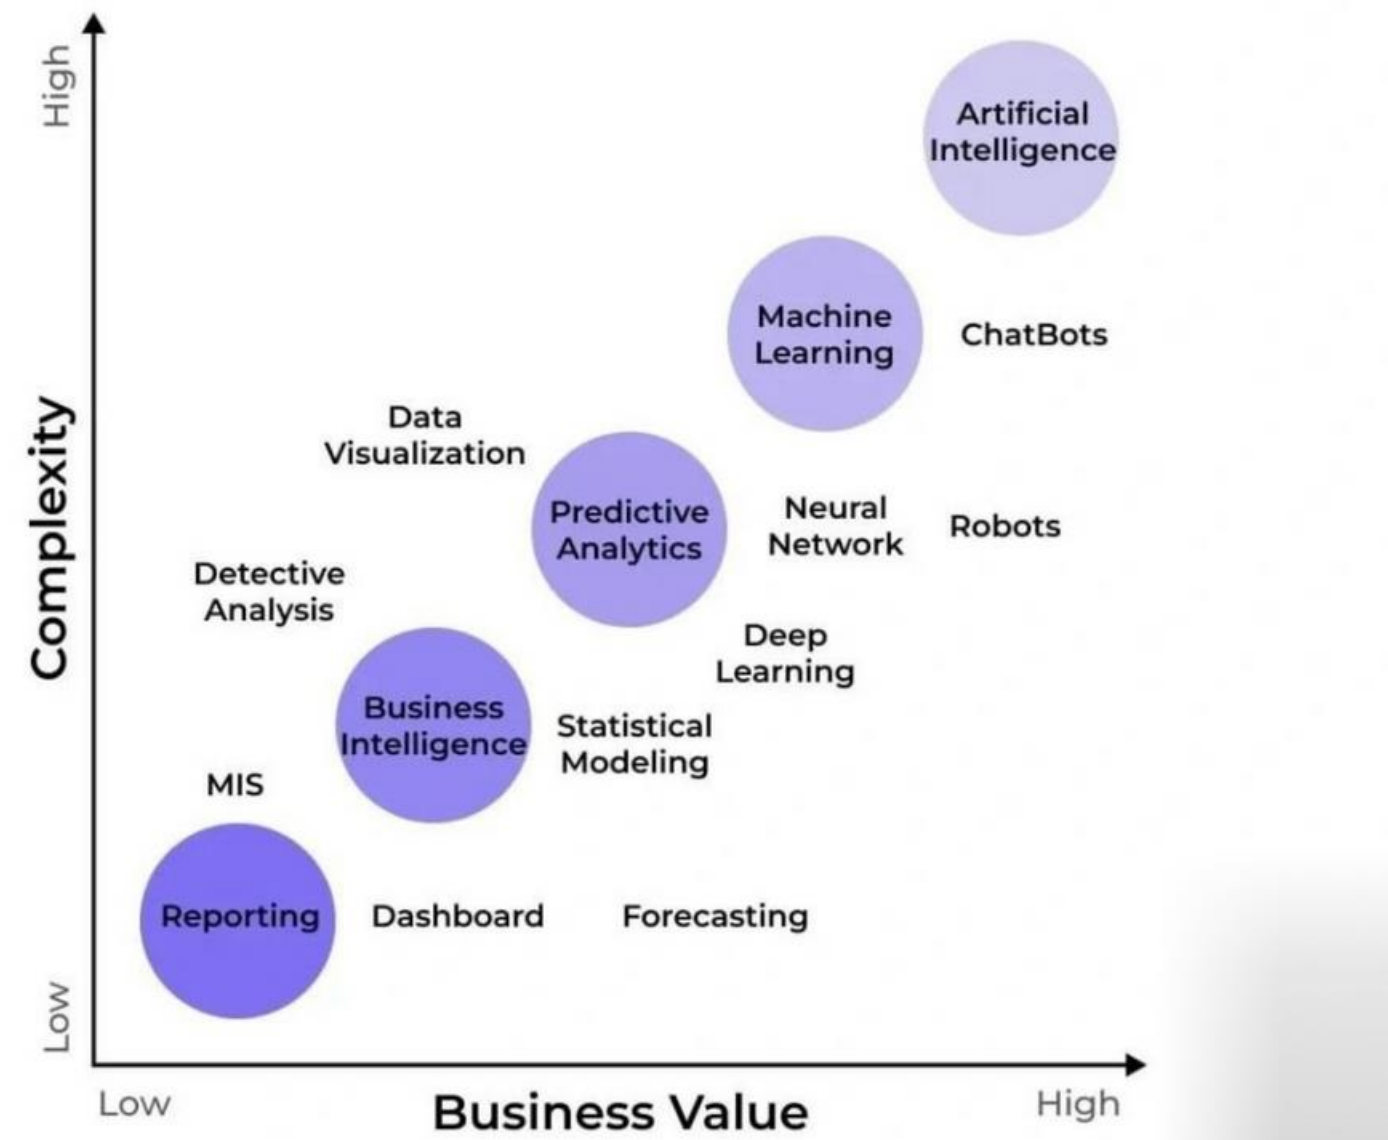 High
Artificial
Intelligence
Machine
Learning
ChatBots
Data
Visualization
Predictive
Analytics
Neural
Network
Robots
Detective
Analysis
Complexity
Deep
Learning
Business
Intelligence
Statistical
Modeling
MIS
Reporting
Dashboard
Forecasting
Low
Low
Business Value
High